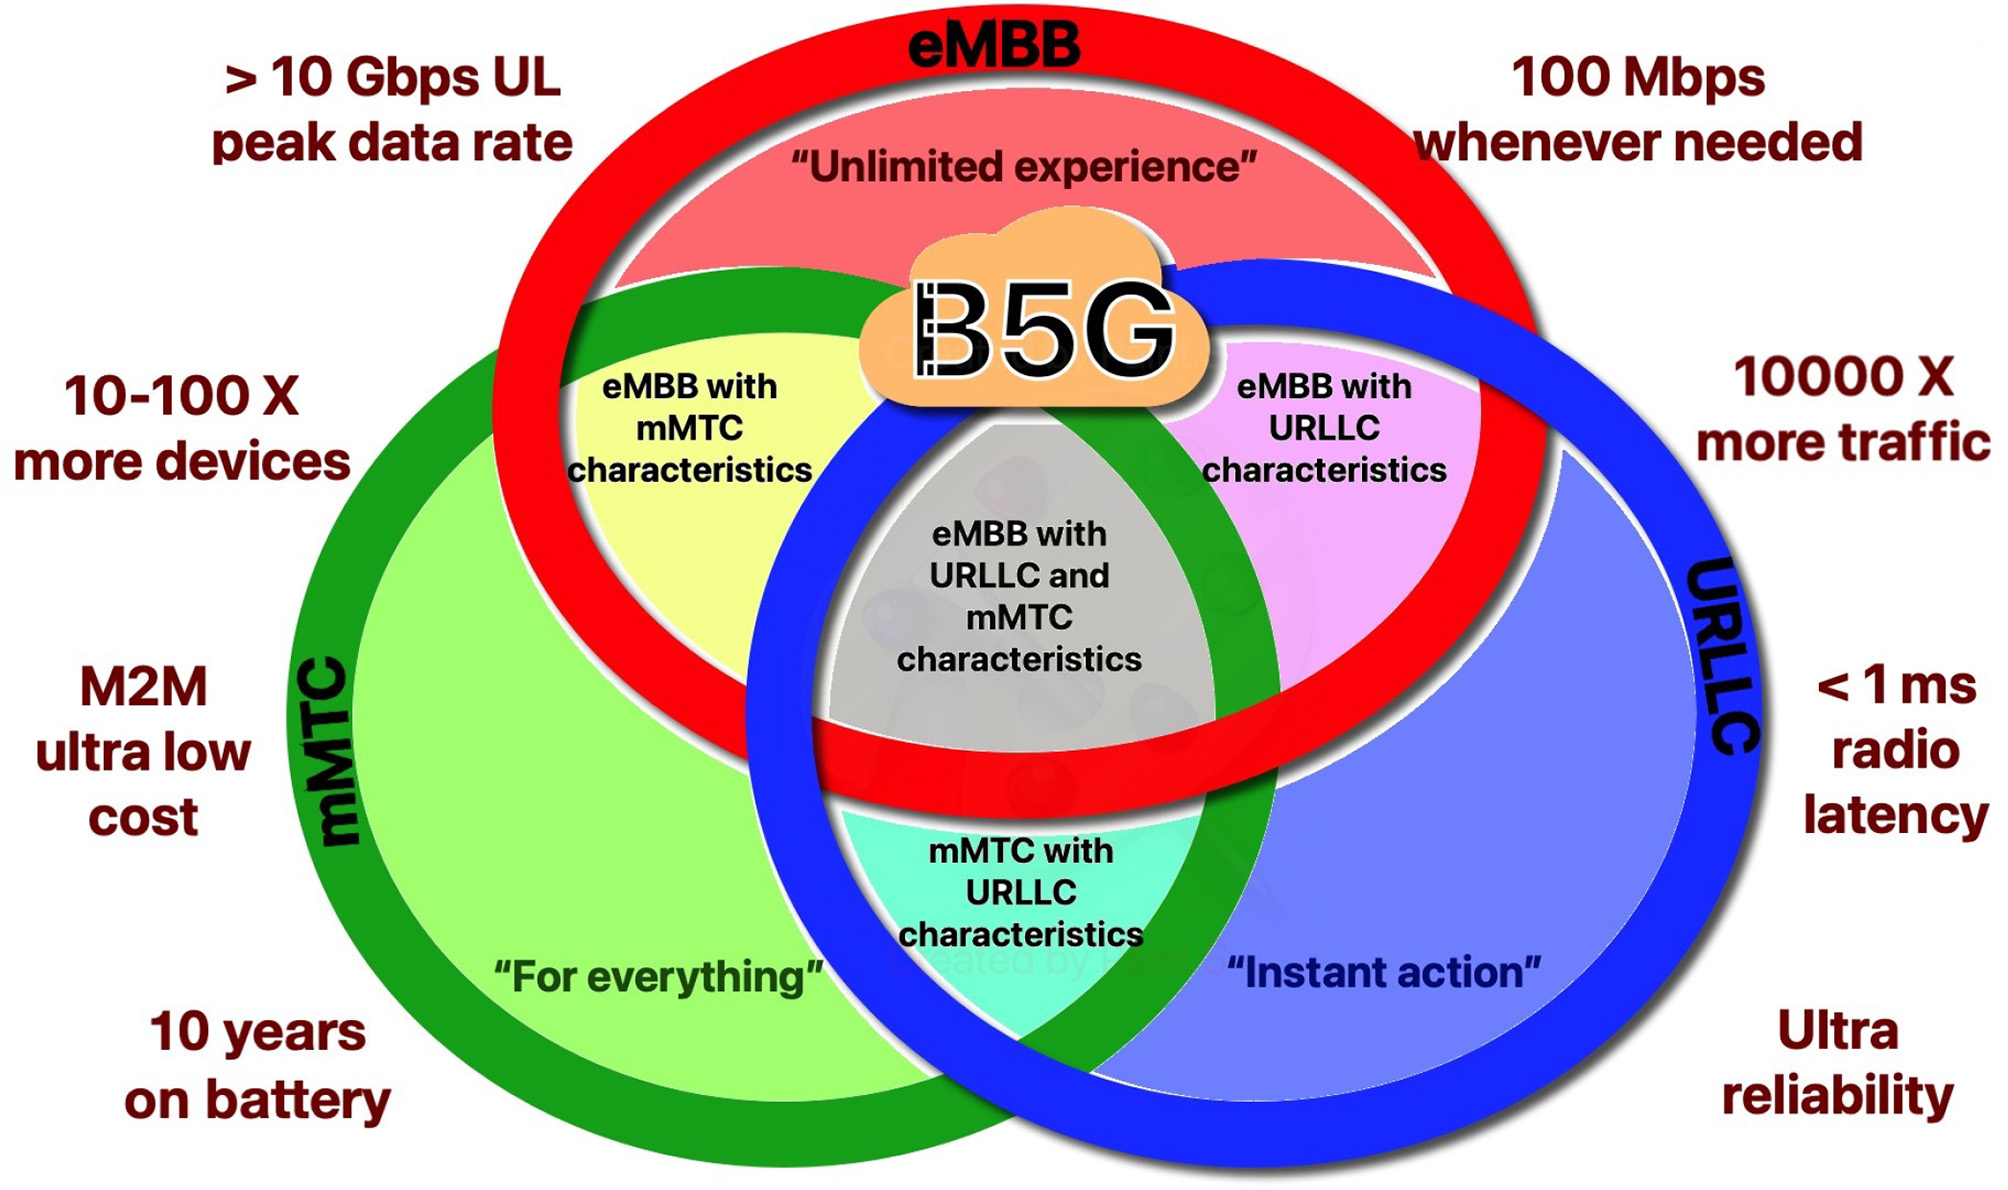 eMBB
> 10 Gbps UL
peak data rate
100 Mbps
whenever needed
“Unlimited experience”
B5G
10-100 X
more devices
eMBB with
mMTC
characteristics
eMBB with
URLLC
characteristics
10000 X
more traffic
eMBB with
URLLC and
mMTC
characteristics
mMTC
URLLC
M2M
ultra low
cost
< 1 ms
radio
latency
mMTC with
URLLC
characteristics
“For everything”
“Instant action”
10 years
on battery
Ultra
reliability